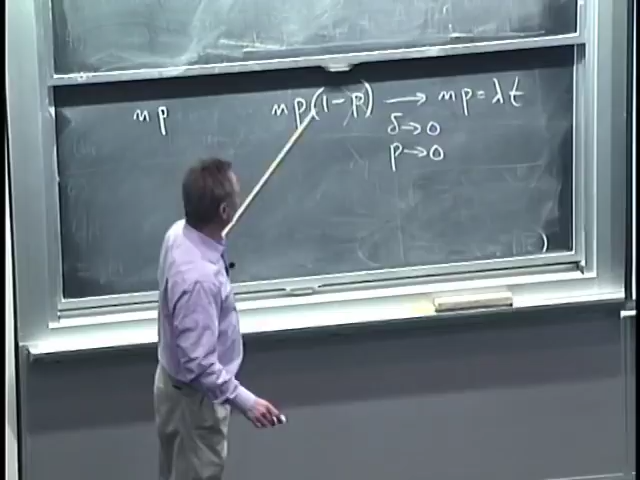 np
np(1-p) → np = λt
δ→0
p→0